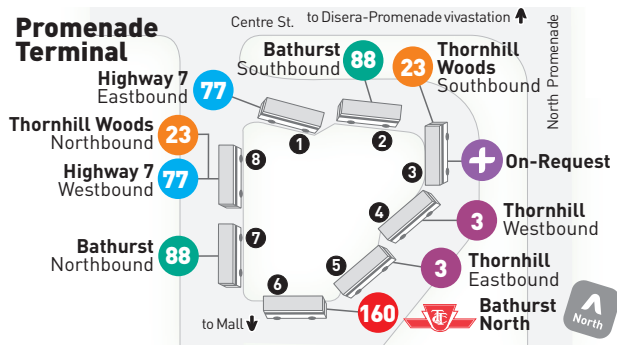 Promenade
Terminal
Centre St.
to Disera-Promenade vivastation
North Promenade
Highway 7
Eastbound
77
Bathurst
Southbound
88
23
Thornhill
Woods
Southbound
Thornhill Woods
Northbound
23
Highway 7
Westbound
77
On-Request
Bathurst
Northbound
88
3
Thornhill
Westbound
3
Thornhill
Eastbound
160
TTC
Bathurst
North
1
2
3
4
5
6
7
8
to Mall
North